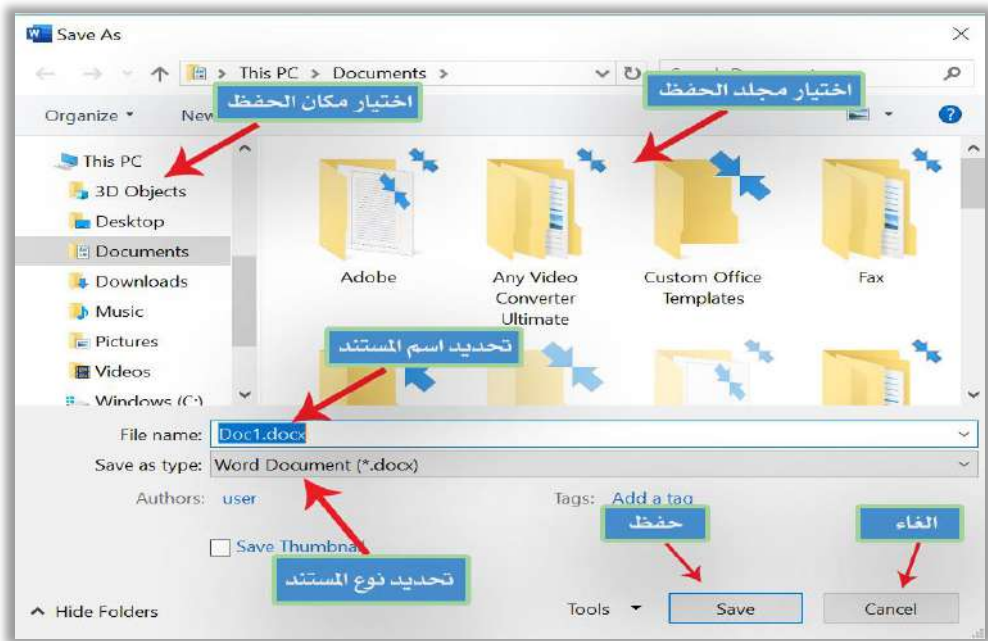 Save As
This PC > Documents >
اختيار مكان الحفظ
اختيار مجلد الحفظ
Organize
New
This PC
3D Objects
Desktop
Documents
Downloads
Music
Pictures
Videos
Windows (C:)
Adobe
Any Video
Converter
Ultimate
Custom Office
Templates
Fax
تحديد اسم المستند
File name: Doc1.docx
Save as type: Word Document (*.docx)
Authors: user
Tags: Add a tag
حفظ
الغاء
Save Thumbnail
تحديد نوع المستند
Hide Folders
Tools
Save
Cancel